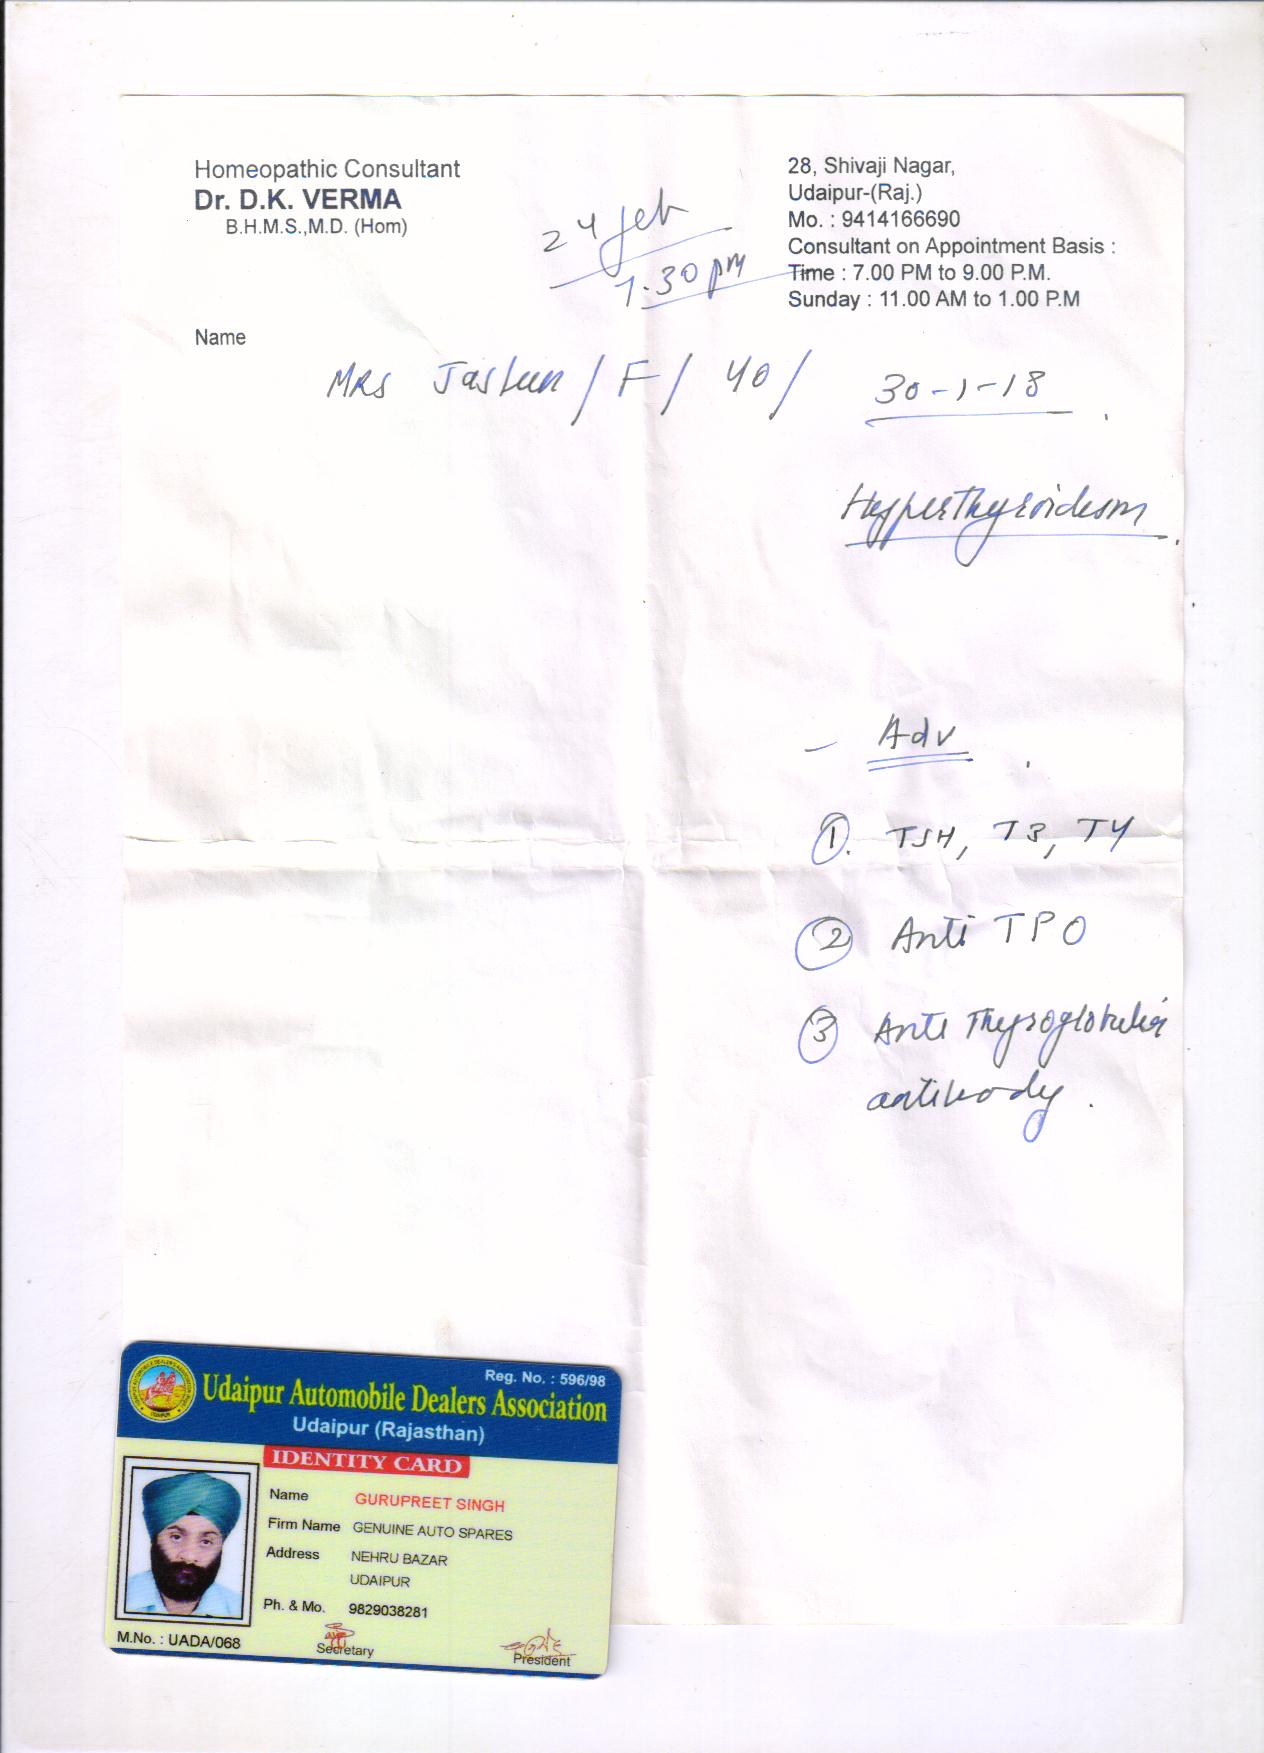 Homeopathic Consultant
Dr. D.K. VERMA
B.H.M.S.,M.D. (Hom)
28, Shivaji Nagar,
Udaipur-(Raj.)
Mo. : 9414166690
Consultant on Appointment Basis :
Time : 7.00 PM to 9.00 P.M.
Sunday : 11.00 AM to 1.00 P.M
24 feb
1.30 pm
Name
MRS Jasleen / F / 40 / 30-1-18
Hyperthyroidism
- Adv
1. TSH, T3, T4
2 Anti TPO
3 Anti Thyroglobulin
antibody.
Reg. No. : 596/98
Udaipur Automobile Dealers Association
Udaipur (Rajasthan)
IDENTITY CARD
Name GURUPREET SINGH
Firm Name GENUINE AUTO SPARES
Address NEHRU BAZAR
UDAIPUR
Ph. & Mo. 9829038281
M.No. : UADA/068
Secretary
President